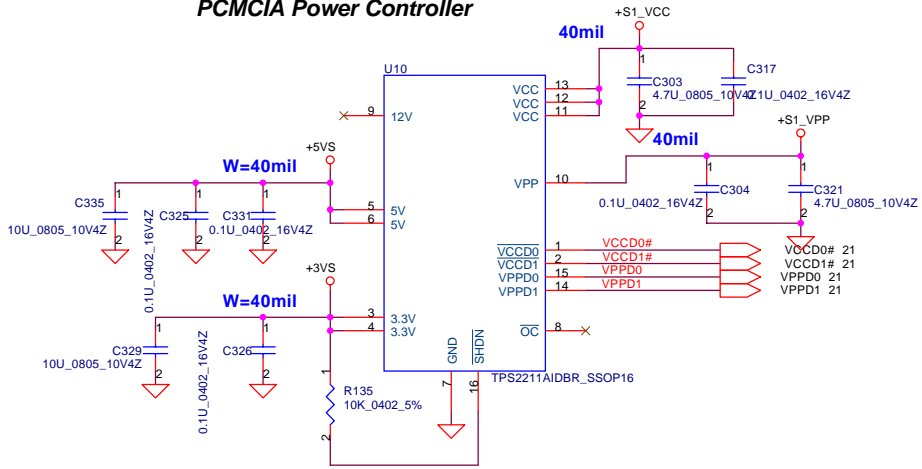 PCMCIA Power Controller
+S1_VCC
40mil
U10
1
C303
4.7U_0805_10V4Z
2
C317
0.1U_0402_16V4Z
9
12V
VCC
13
VCC
12
VCC
11
+5VS
W=40mil
40mil
+S1_VPP
VPP
10
1
C304
0.1U_0402_16V4Z
2
1
C321
4.7U_0805_10V4Z
2
1
C335
10U_0805_10V4Z
2
1
C325
0.1U_0402_16V4Z
2
1
C331
0.1U_0402_16V4Z
2
5
5V
6
5V
VCCD0
1
VCCD0#
VCCD0# 21
VCCD1
2
VCCD1#
VCCD1# 21
VPPD0
15
VPPD0
VPPD0 21
VPPD1
14
VPPD1
VPPD1 21
+3VS
W=40mil
3
3.3V
4
3.3V
OC
8
1
C329
10U_0805_10V4Z
2
0.1U_0402_16V4Z
1
C326
2
GND
7
SHDN
16
TPS2211AIDBR_SSOP16
1
R135
10K_0402_5%
2